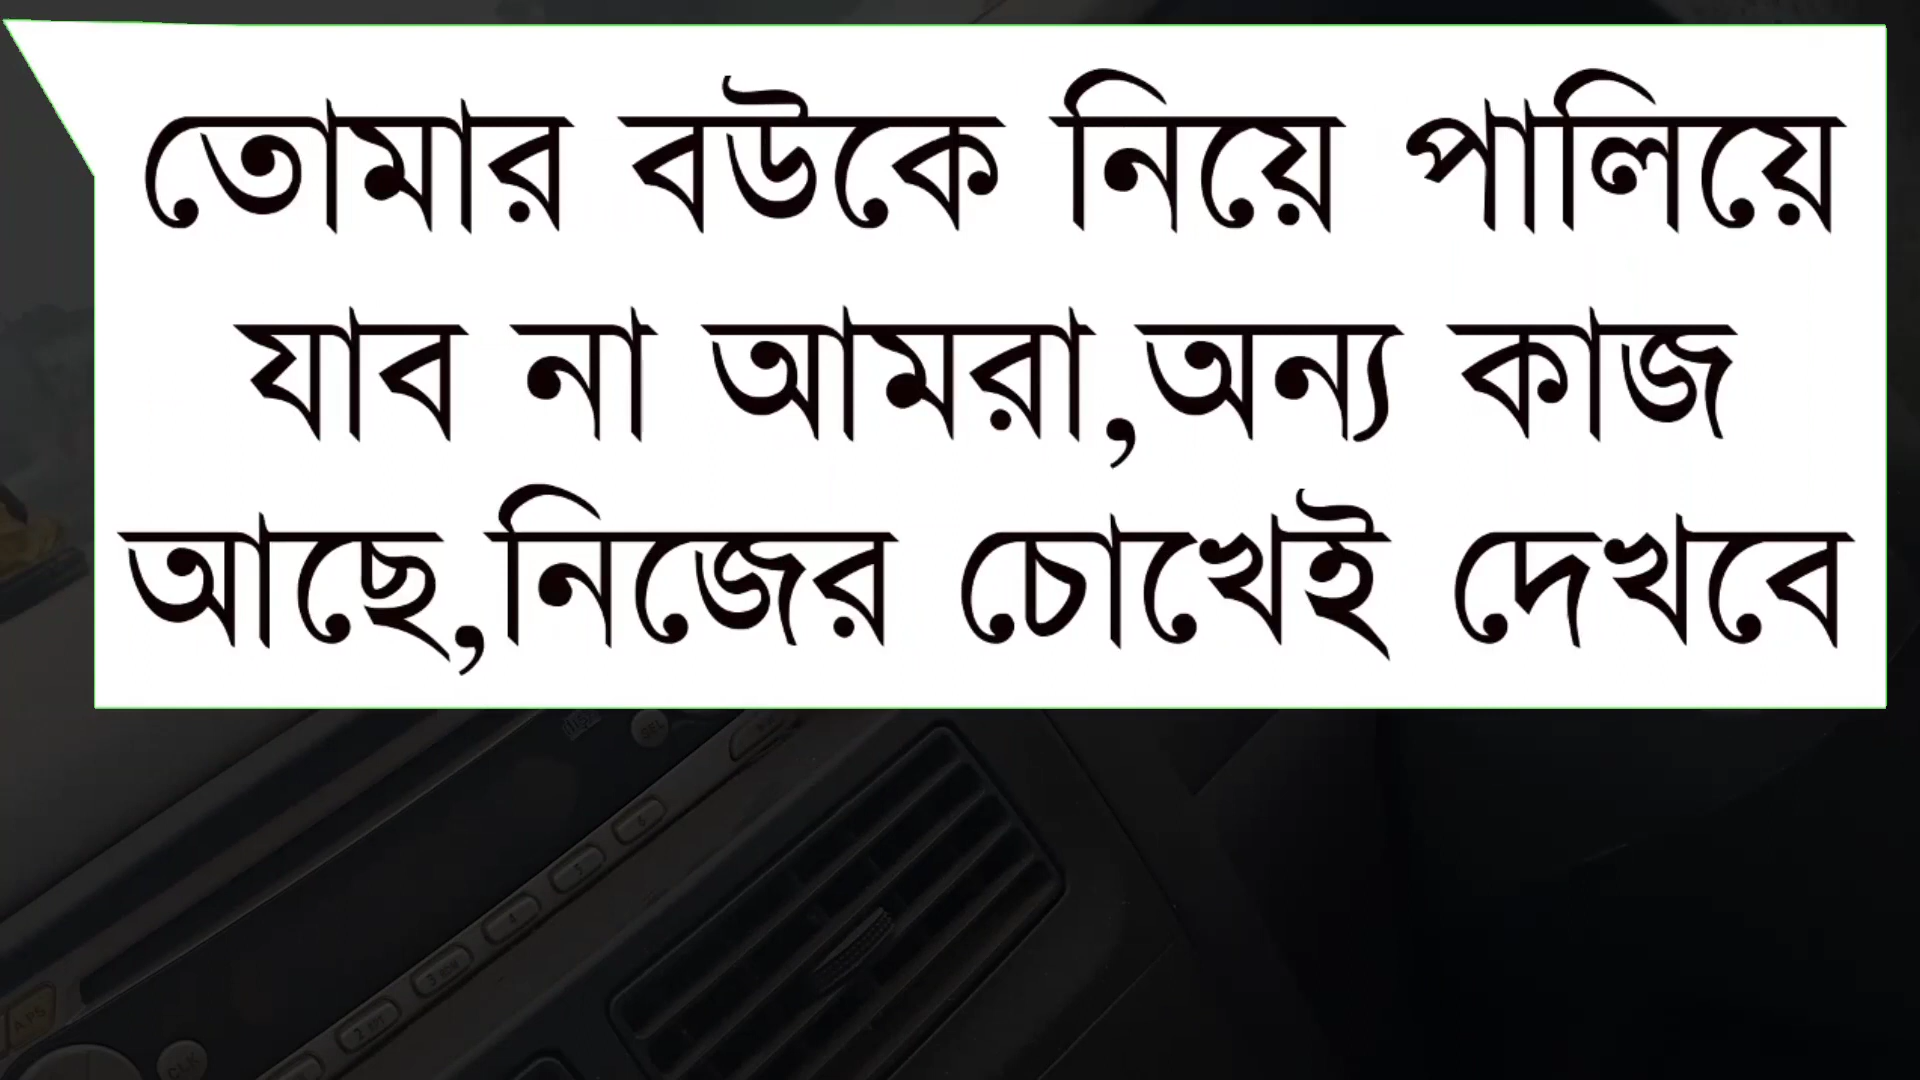 তোমার বউকে নিয়ে পালিয়ে
যাব না আমরা,অন্য কাজ
আছে,নিজের চোখেই দেখবে